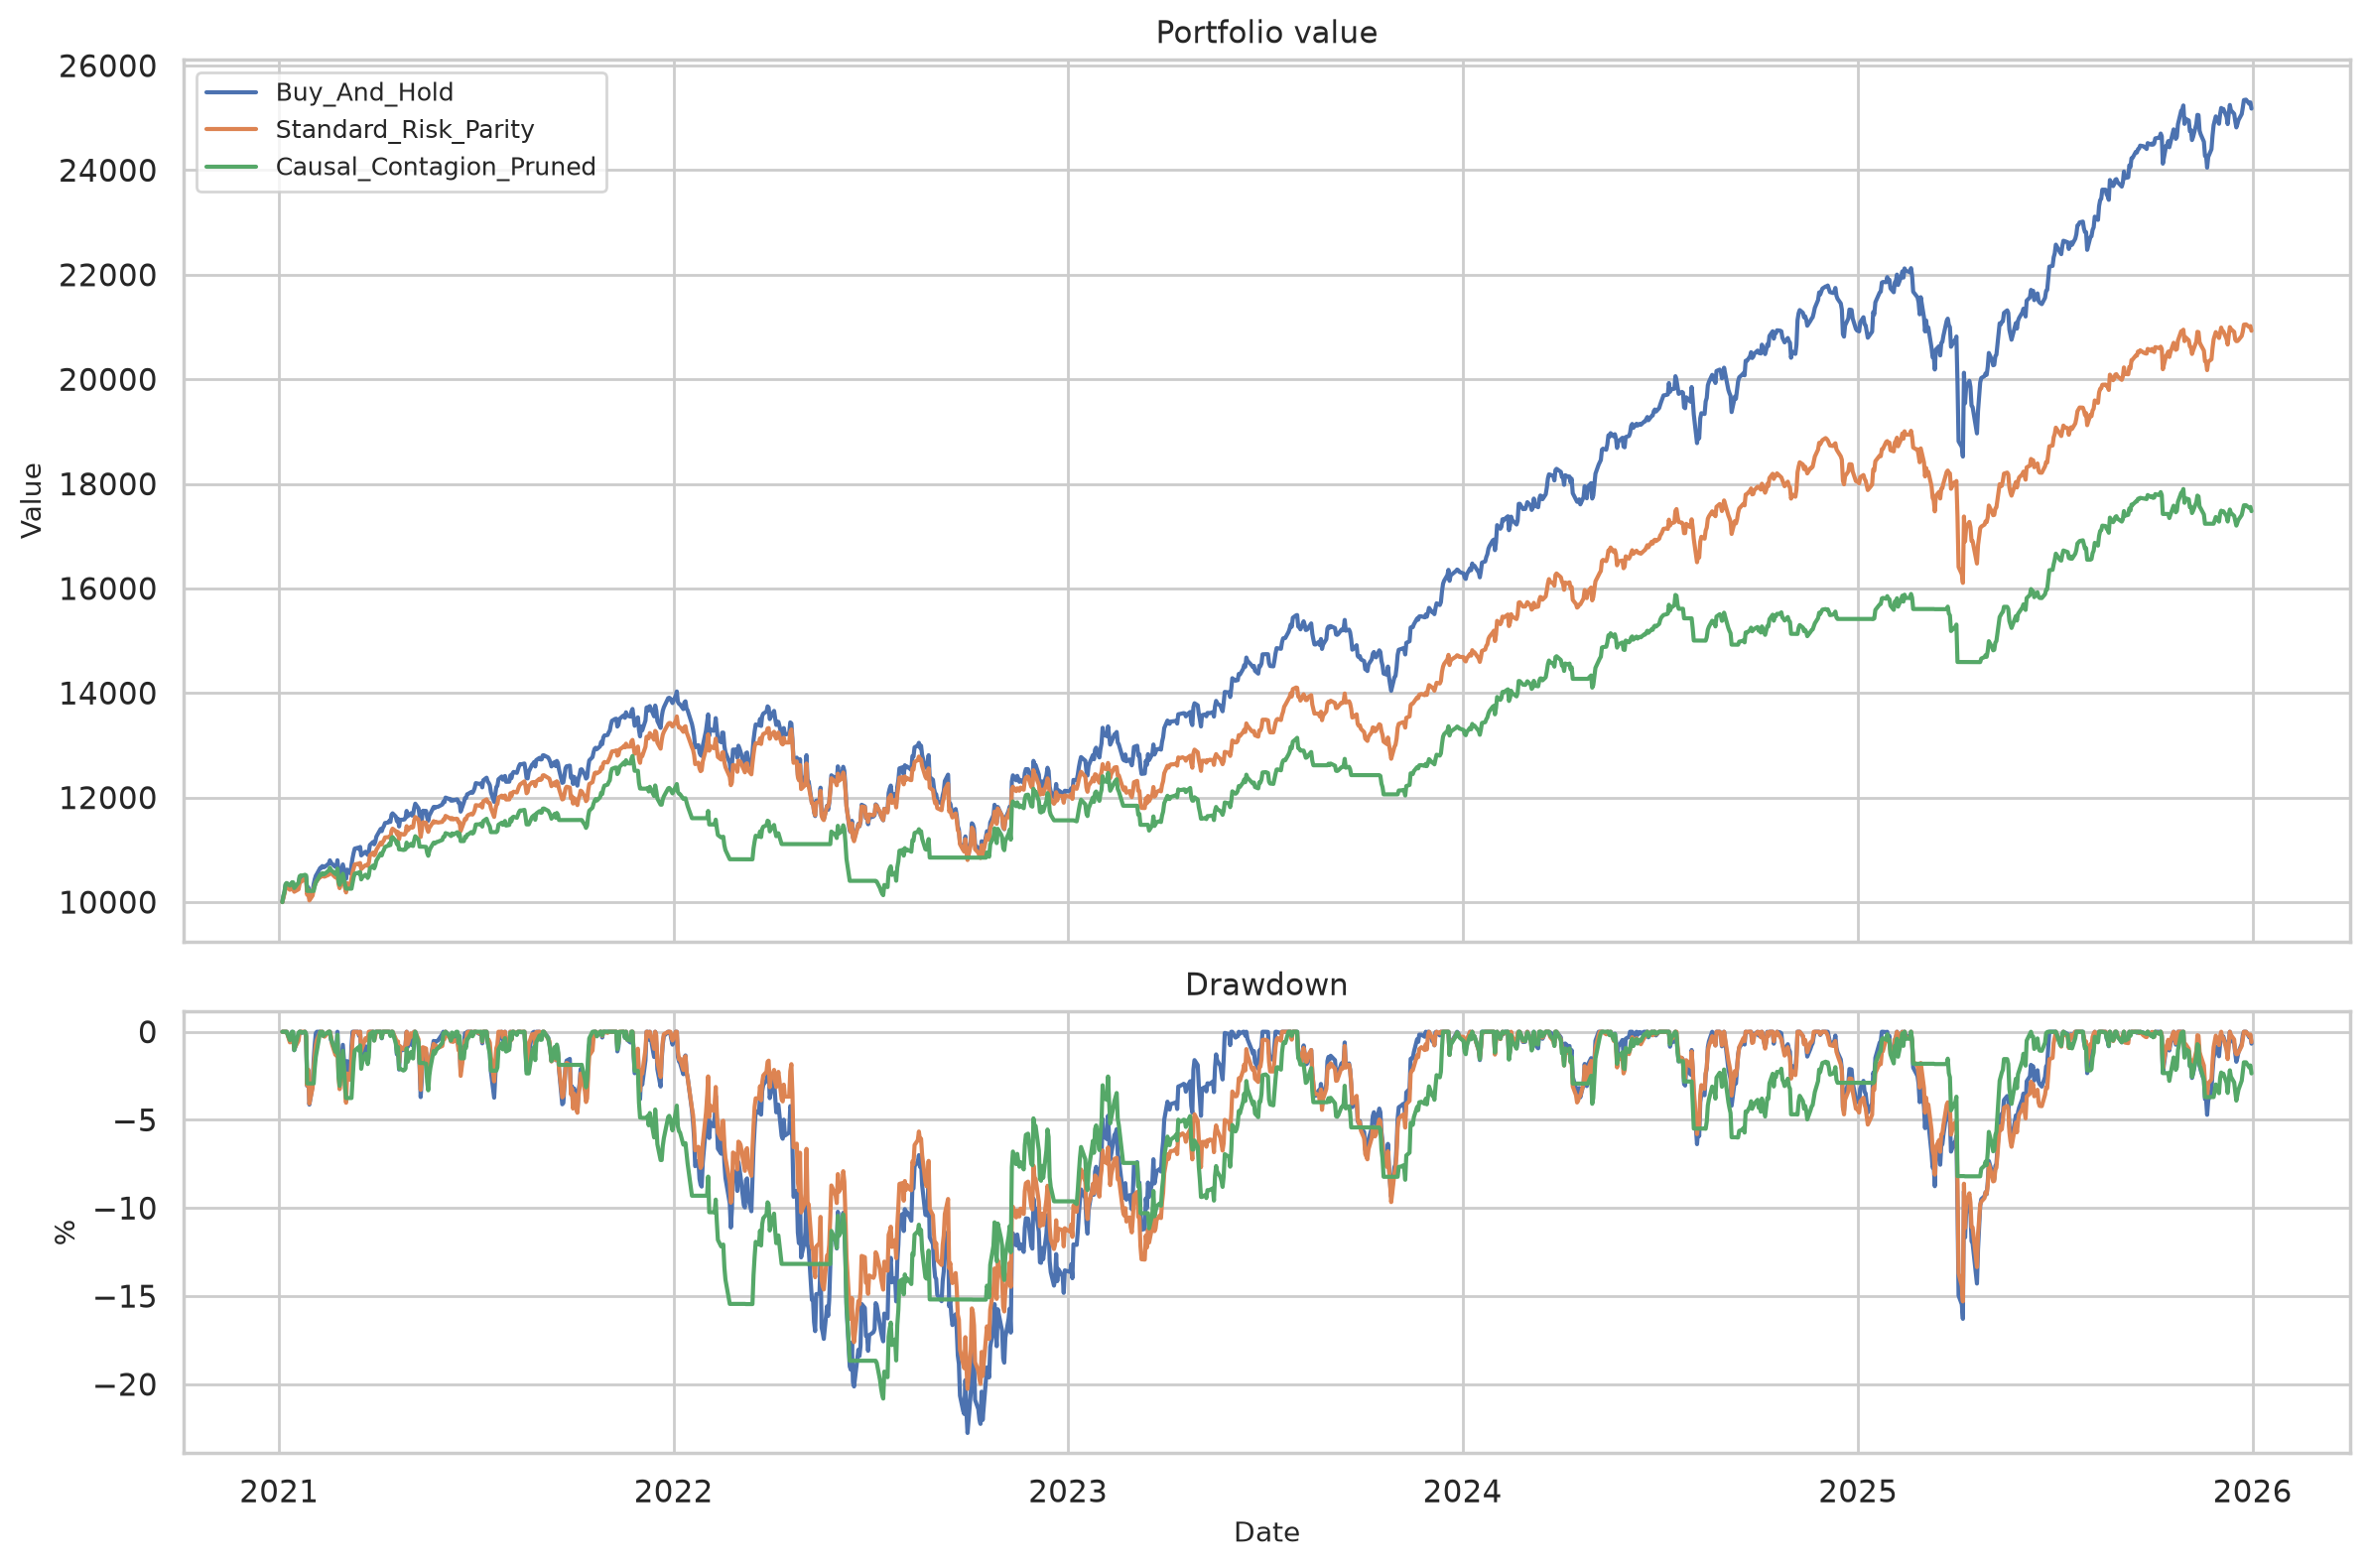 Portfolio value
26000
24000
22000
20000
18000
16000
14000
12000
10000
Value
Buy_And_Hold
Standard_Risk_Parity
Causal_Contagion_Pruned
Drawdown
0
−5
−10
−15
−20
%
2021 2022 2023 2024 2025 2026
Date